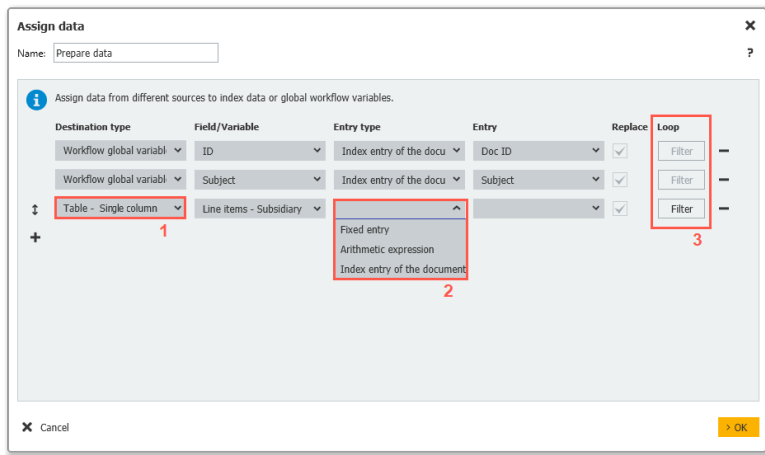 Assign data
Name: Prepare data
?
i Assign data from different sources to index data or global workflow variables.
Destination type Field/Variable Entry type Entry Replace Loop
Workflow global variabl ID Index entry of the docu Doc ID Filter
Workflow global variabl Subject Index entry of the docu Subject Filter
Table - Single column Line items - Subsidiary Filter
1
Fixed entry
3
Arithmetic expression
Index entry of the document
2
Cancel
> OK